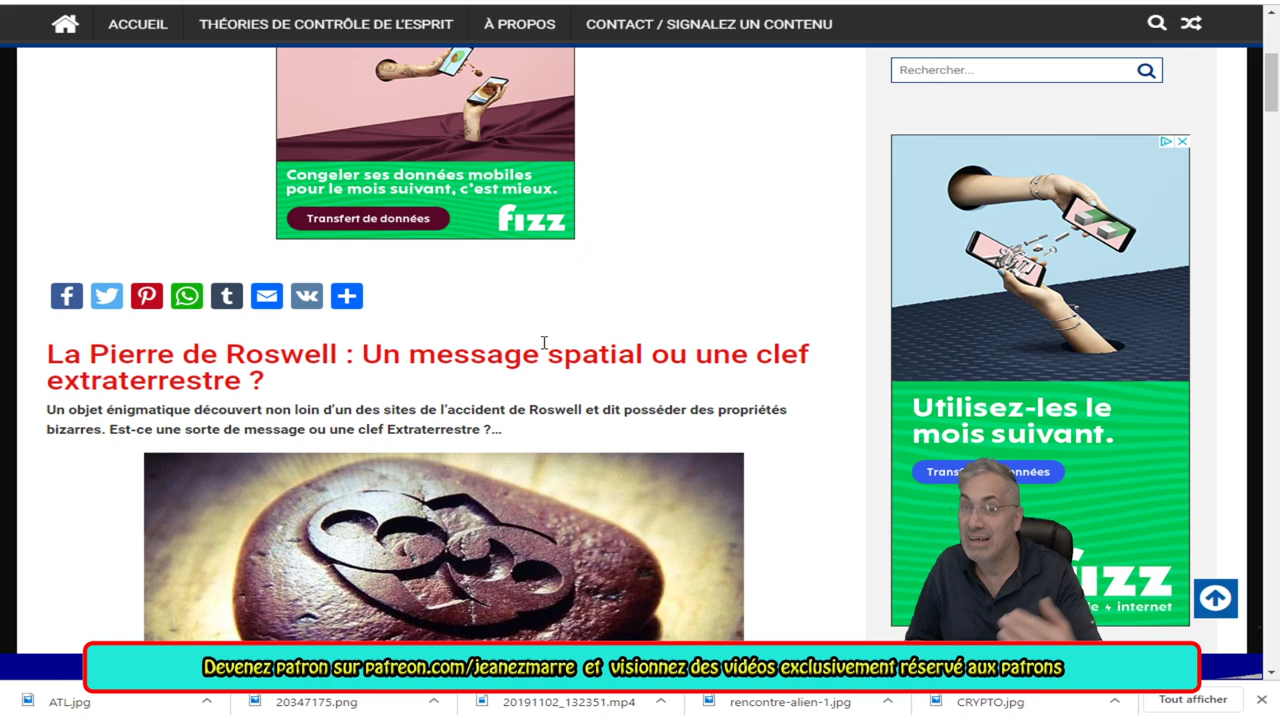 ACCUEIL
THÉORIES DE CONTRÔLE DE L'ESPRIT
À PROPOS
CONTACT / SIGNALEZ UN CONTENU
Rechercher...
Congeler ses données mobiles
pour le mois suivant, c'est mieux.
Transfert de données
fizz
La Pierre de Roswell : Un message spatial ou une clef
extraterrestre ?
Un objet énigmatique découvert non loin d'un des sites de l'accident de Roswell et dit posséder des propriétés
bizarres. Est-ce une sorte de message ou une clef Extraterrestre ?...
Utilisez-les le
mois suivant.
Devenez patron sur patreon.com/jeanezmarre et visionnez des vidéos exclusivement réservé aux patrons
ATL.jpg
20347175.png
20191102_132351.mp4
rencontre-alien-1.jpg
CRYPTO.jpg
Tout afficher